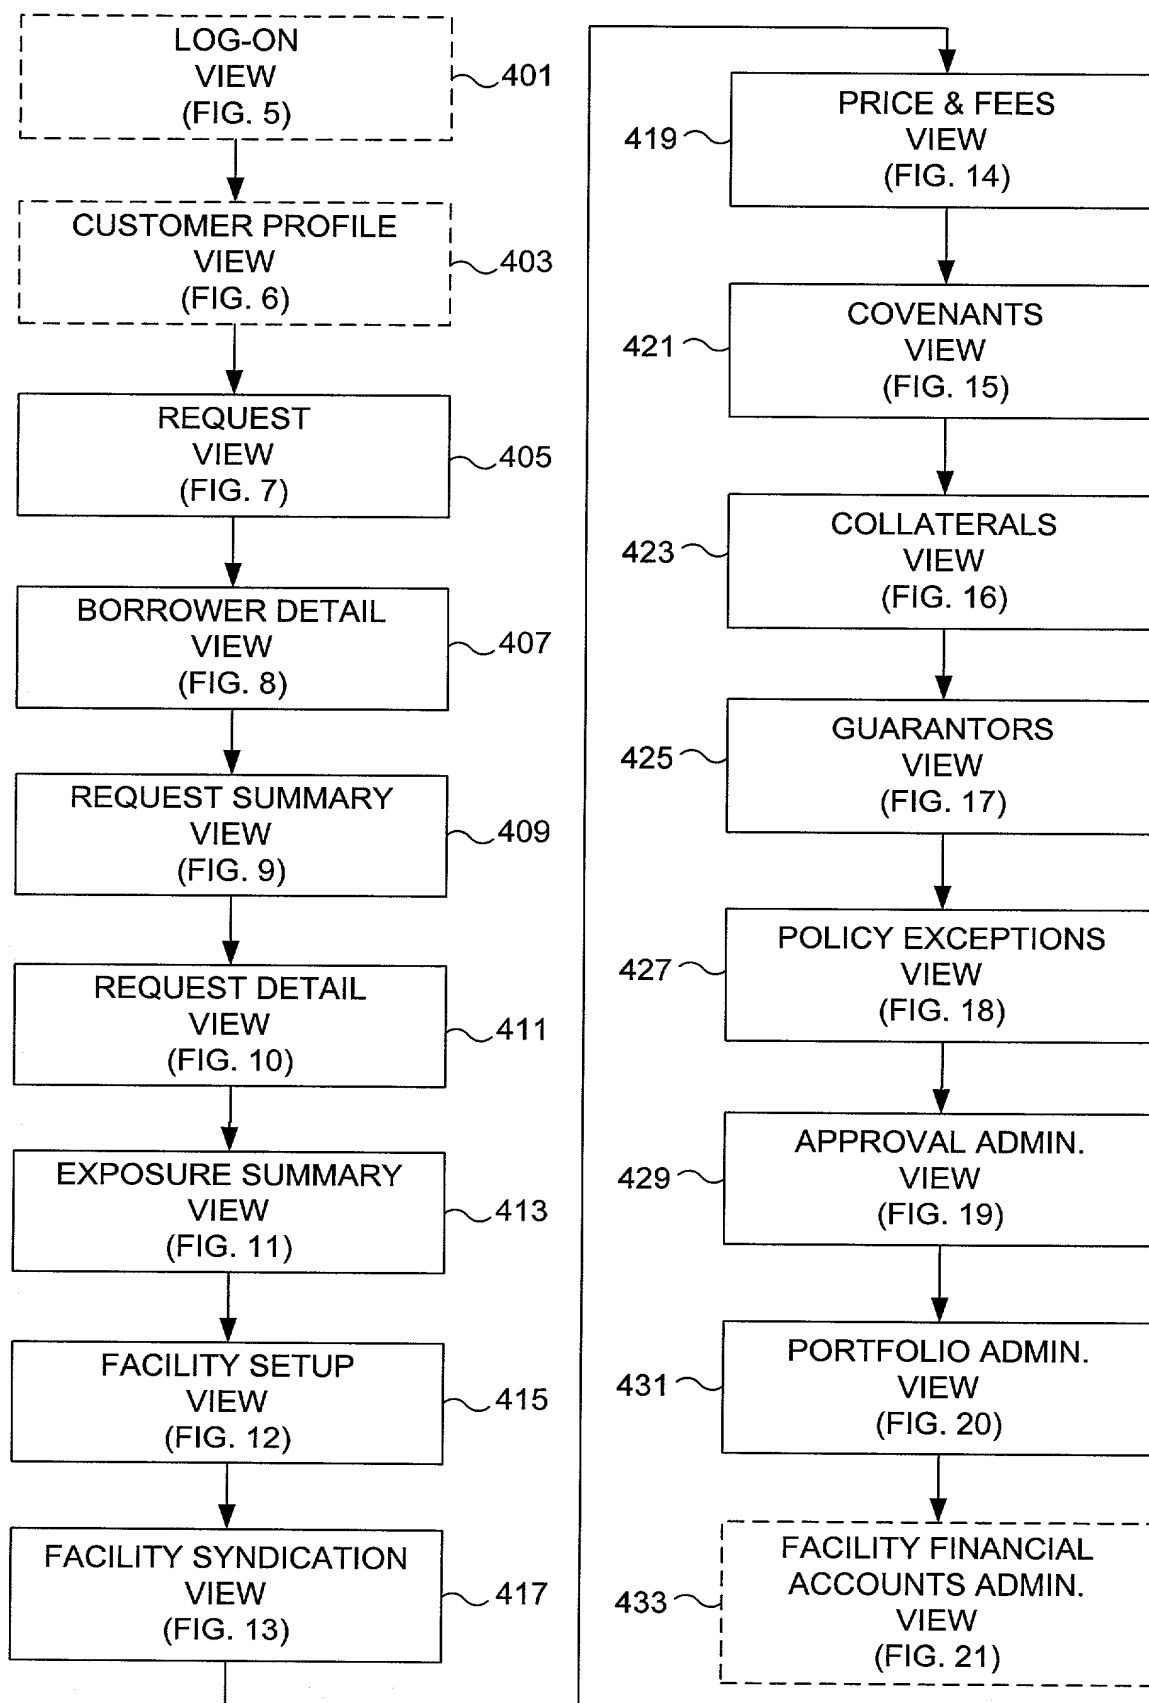 LOG-ON
VIEW
(FIG. 5)
401
CUSTOMER PROFILE
VIEW
(FIG. 6)
403
REQUEST
VIEW
(FIG. 7)
405
BORROWER DETAIL
VIEW
(FIG. 8)
407
REQUEST SUMMARY
VIEW
(FIG. 9)
409
REQUEST DETAIL
VIEW
(FIG. 10)
411
EXPOSURE SUMMARY
VIEW
(FIG. 11)
413
FACILITY SETUP
VIEW
(FIG. 12)
415
FACILITY SYNDICATION
VIEW
(FIG. 13)
417
PRICE & FEES
VIEW
(FIG. 14)
419
COVENANTS
VIEW
(FIG. 15)
421
COLLATERALS
VIEW
(FIG. 16)
423
GUARANTORS
VIEW
(FIG. 17)
425
POLICY EXCEPTIONS
VIEW
(FIG. 18)
427
APPROVAL ADMIN.
VIEW
(FIG. 19)
429
PORTFOLIO ADMIN.
VIEW
(FIG. 20)
431
FACILITY FINANCIAL
ACCOUNTS ADMIN.
VIEW
(FIG. 21)
433